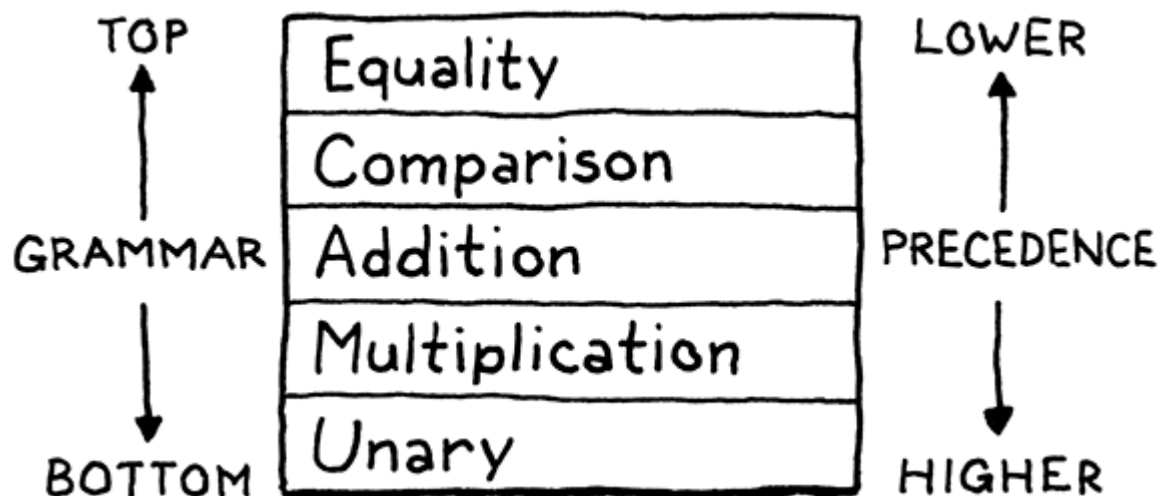 TOP
GRAMMAR
BOTTOM
Equality
Comparison
Addition
Multiplication
Unary
LOWER
PRECEDENCE
HIGHER